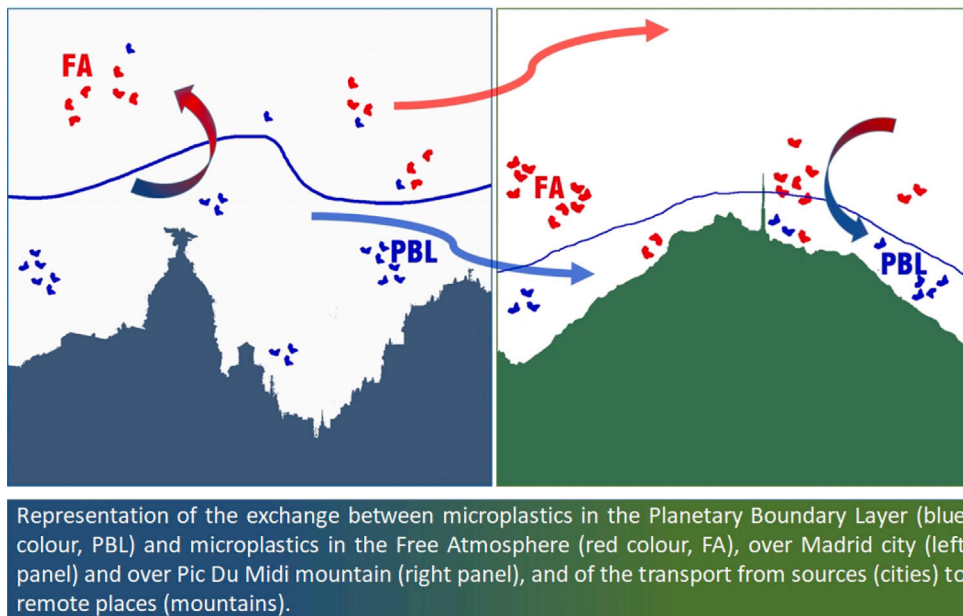 FA
FA
PBL
PBL
Representation of the exchange between microplastics in the Planetary Boundary Layer (blue
colour, PBL) and microplastics in the Free Atmosphere (red colour, FA), over Madrid city (left
panel) and over Pic Du Midi mountain (right panel), and of the transport from sources (cities) to
remote places (mountains).